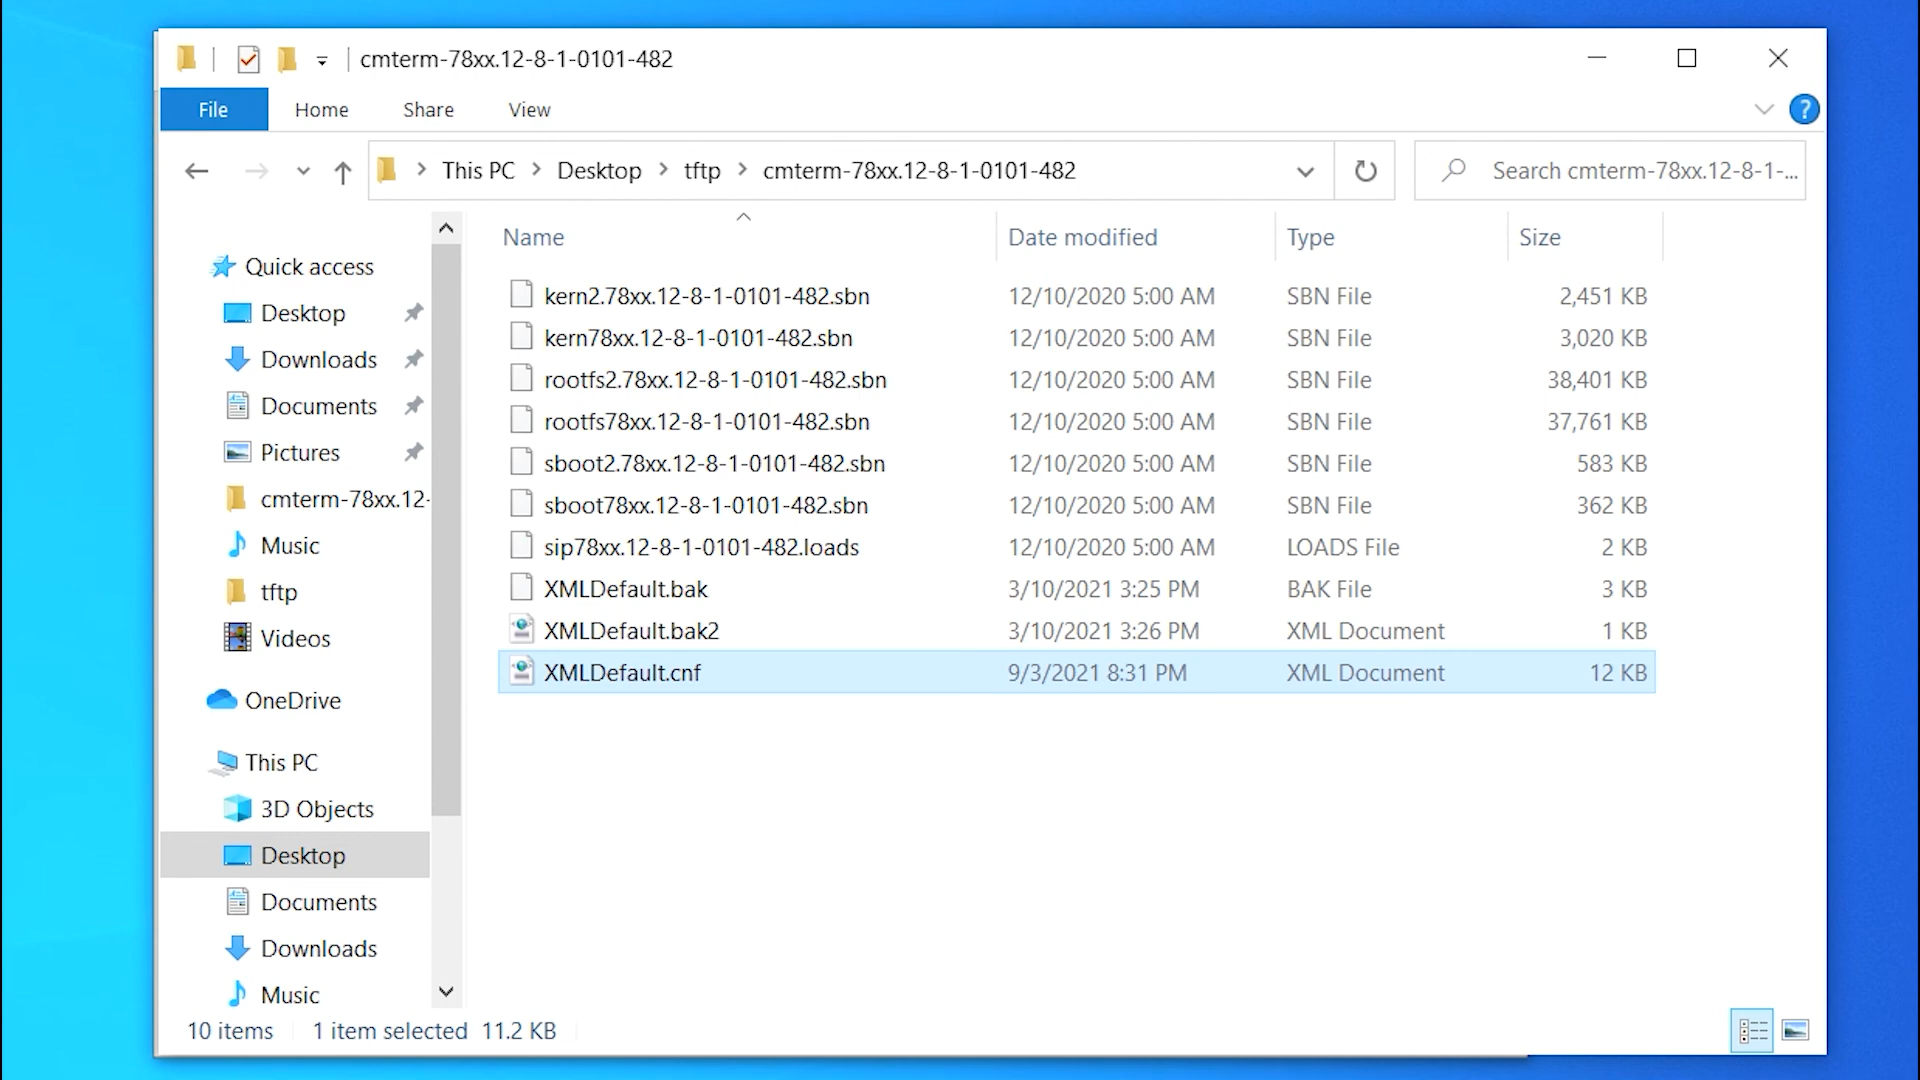 cmterm-78xx.12-8-1-0101-482
File Home Share View ?
This PC Desktop tftp cmterm-78xx.12-8-1-0101-482 Search cmterm-78xx.12-8-1-...
Name Date modified Type Size
Quick access
Desktop
Downloads
Documents
Pictures
cmterm-78xx.12-
Music
tftp
Videos
OneDrive
This PC
3D Objects
Desktop
Documents
Downloads
Music
kern2.78xx.12-8-1-0101-482.sbn 12/10/2020 5:00 AM SBN File 2,451 KB
kern78xx.12-8-1-0101-482.sbn 12/10/2020 5:00 AM SBN File 3,020 KB
rootfs2.78xx.12-8-1-0101-482.sbn 12/10/2020 5:00 AM SBN File 38,401 KB
rootfs78xx.12-8-1-0101-482.sbn 12/10/2020 5:00 AM SBN File 37,761 KB
sboot2.78xx.12-8-1-0101-482.sbn 12/10/2020 5:00 AM SBN File 583 KB
sboot78xx.12-8-1-0101-482.sbn 12/10/2020 5:00 AM SBN File 362 KB
sip78xx.12-8-1-0101-482.loads 12/10/2020 5:00 AM LOADS File 2 KB
XMLDefault.bak 3/10/2021 3:25 PM BAK File 3 KB
XMLDefault.bak2 3/10/2021 3:26 PM XML Document 1 KB
XMLDefault.cnf 9/3/2021 8:31 PM XML Document 12 KB
10 items 1 item selected 11.2 KB